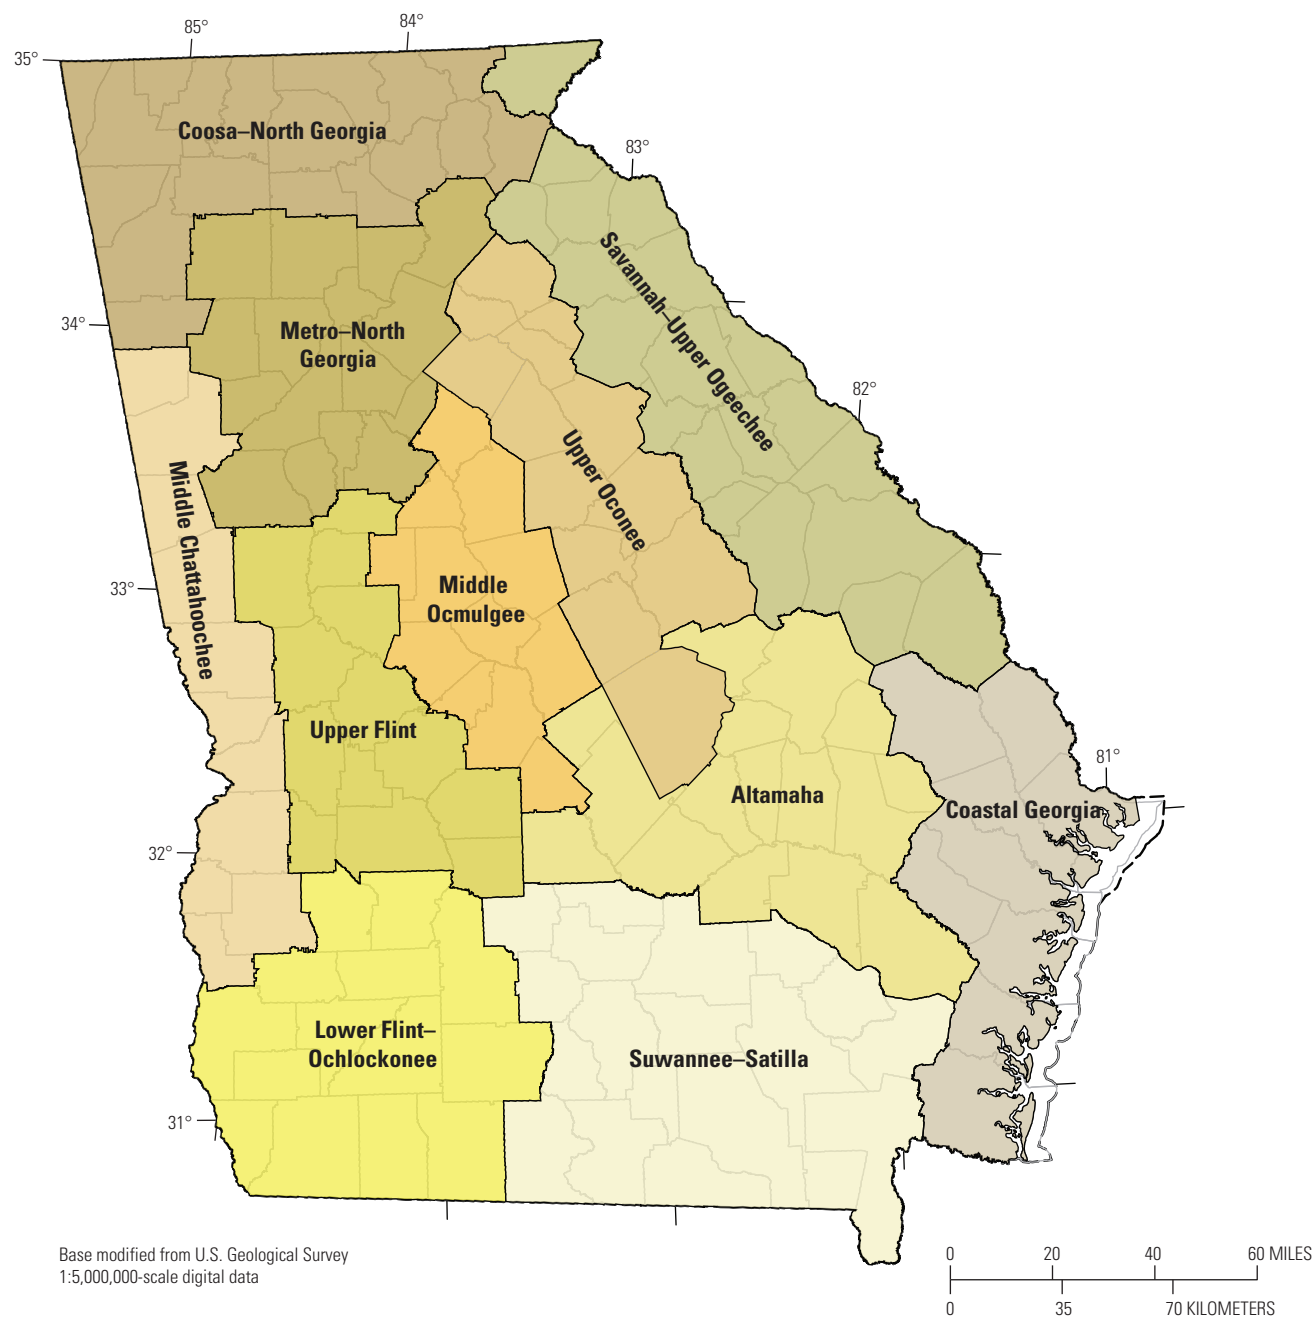 85°
84°
35°
Coosa–North Georgia
83°
Savannah–Upper Ogeechee
34°
Metro–North
Georgia
82°
Middle Chattahoochee
Upper Oconee
33°
Middle
Ocmulgee
Upper Flint
81°
Altamaha
Coastal Georgia
32°
Lower Flint–
Ochlockonee
Suwannee–Satilla
31°
Base modified from U.S. Geological Survey
1:5,000,000-scale digital data
0 20 40 60 MILES
0 35 70 KILOMETERS